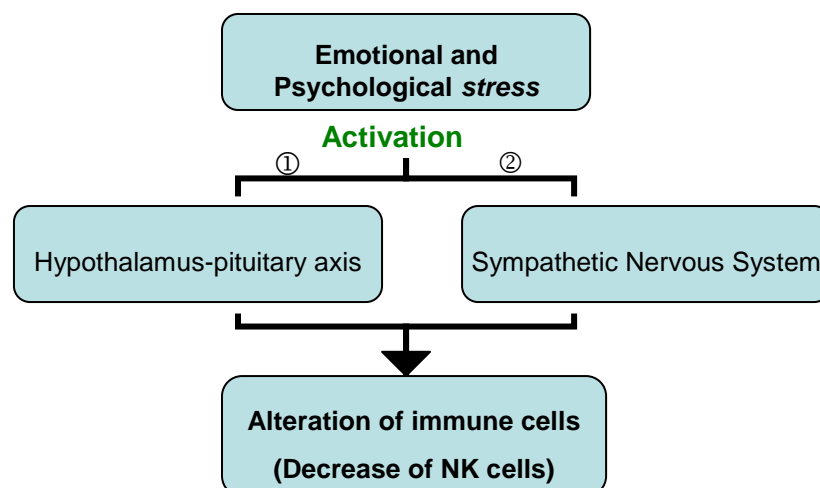 Emotional and
Psychological stress
Activation
① ②
Hypothalamus-pituitary axis
Sympathetic Nervous System
Alteration of immune cells
(Decrease of NK cells)